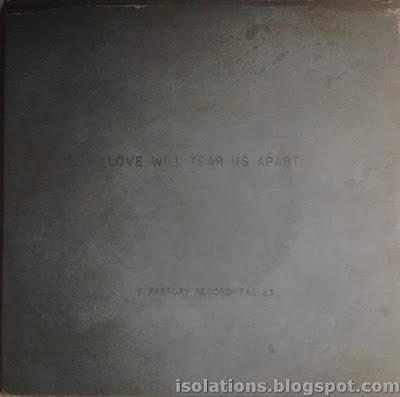 LOVE WILL TEAR US APART
A FACTORY RECORD FAC 23
isolations.blogspot.com